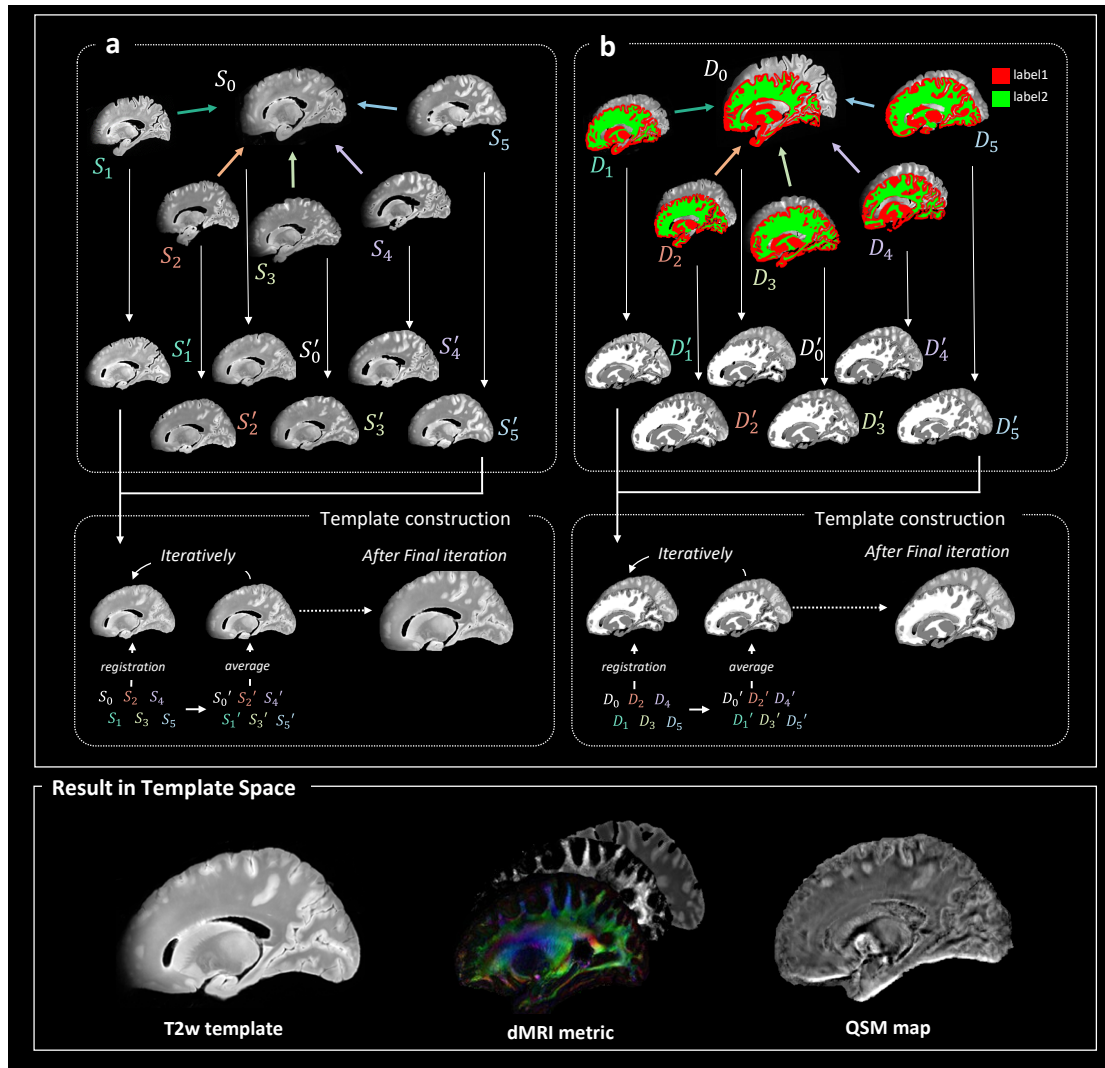 a
S₀
S₁
S₅
S₂
S₃
S₄
S₁′
S₀′
S₄′
S₂′
S₃′
S₅′
Template construction
Iteratively
After Final iteration
registration
average
S₀ S₂ S₄
S₁ S₃ S₅
S₀′ S₂′ S₄′
S₁′ S₃′ S₅′
b
D₀
label1
label2
D₁
D₅
D₂
D₃
D₄
D₁′
D₀′
D₄′
D₂′
D₃′
D₅′
Template construction
Iteratively
After Final iteration
registration
average
D₀ D₂ D₄
D₁ D₃ D₅
D₀′ D₂′ D₄′
D₁′ D₃′ D₅′
Result in Template Space
T2w template
dMRI metric
QSM map